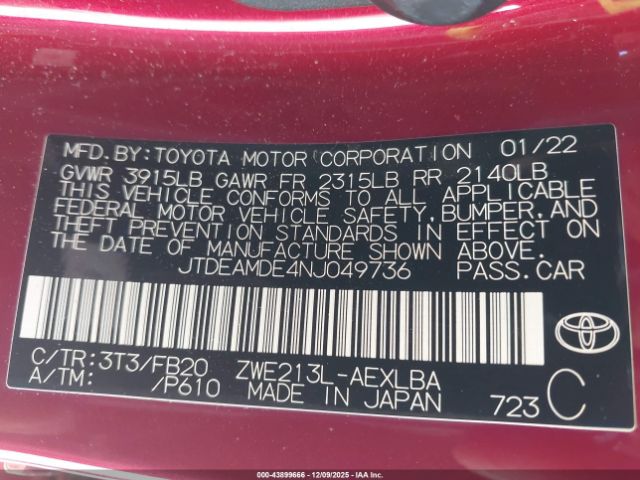 MFD.BY:TOYOTA MOTOR CORPORATION 01/22
GVWR 3915LB GAWR FR 2315LB RR 2140LB
THIS VEHICLE CONFORMS TO ALL APPLICABLE
FEDERAL MOTOR VEHICLE SAFETY,BUMPER,AND
THEFT PREVENTION STANDARDS IN EFFECT ON
THE DATE OF MANUFACTURE SHOWN ABOVE.
JTDEAMDE4NJ049736 PASS.CAR
C/TR:3T3/FB20 ZWE213L-AEXLBA
A/TM: /P610 MADE IN JAPAN 723 C
000-43899666 - 12/09/2025 - IAA Inc.